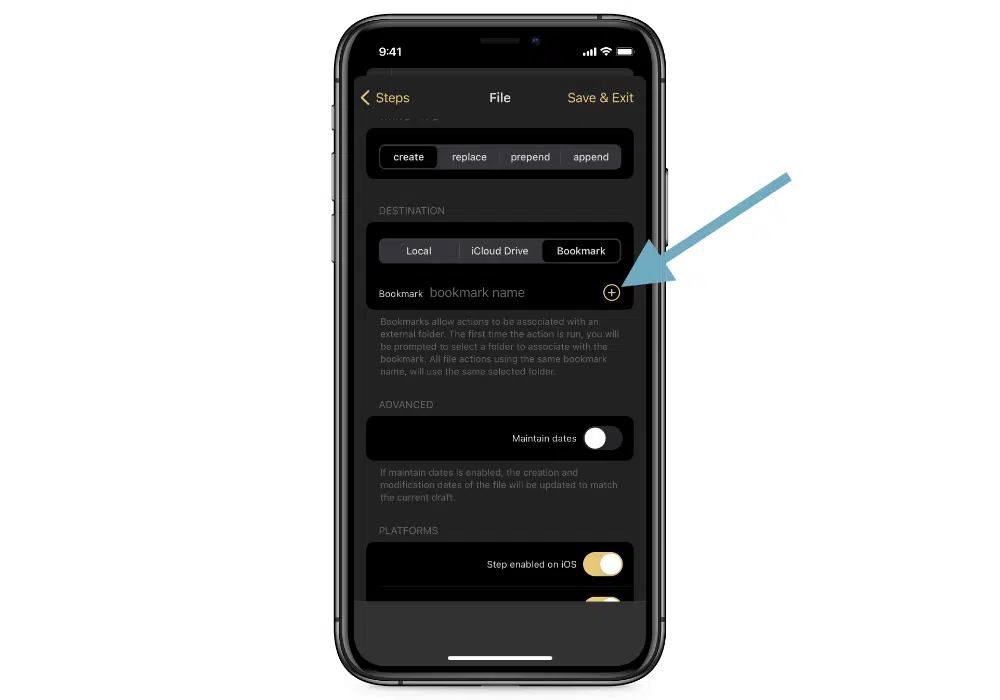 9:41
Steps
File
Save & Exit
create
replace
prepend
append
DESTINATION
Local
iCloud Drive
Bookmark
Bookmark bookmark name
Bookmarks allow actions to be associated with an
external folder. The first time the action is run, you will
be prompted to select a folder to associate with the
bookmark. All file actions using the same bookmark
name, will use the same selected folder.
ADVANCED
Maintain dates
If maintain dates is enabled, the creation and
modification dates of the file will be updated to match
the current draft.
PLATFORMS
Step enabled on iOS